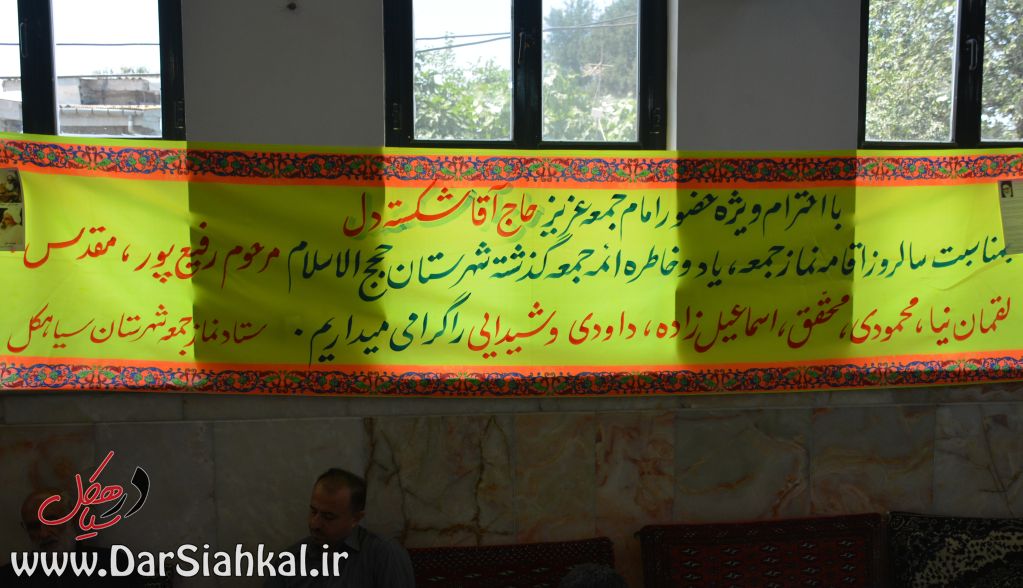 با احترام ویژه حضور امام جمعه عزیز حاج آقا شکسته دل
بمناسبت سالروز اقامه نماز جمعه، یاد و خاطره ائمه جمعه گذشته شهرستان حجج الاسلام مرحوم رفیع پور، مقدس
لقمان نیا، محمودی، محقق، اسماعیل زاده، داودی و شیدایی را گرامی میداریم. ستاد نماز جمعه شهرستان سیاهکل
در سیاهکل
www.DarSiahkal.ir